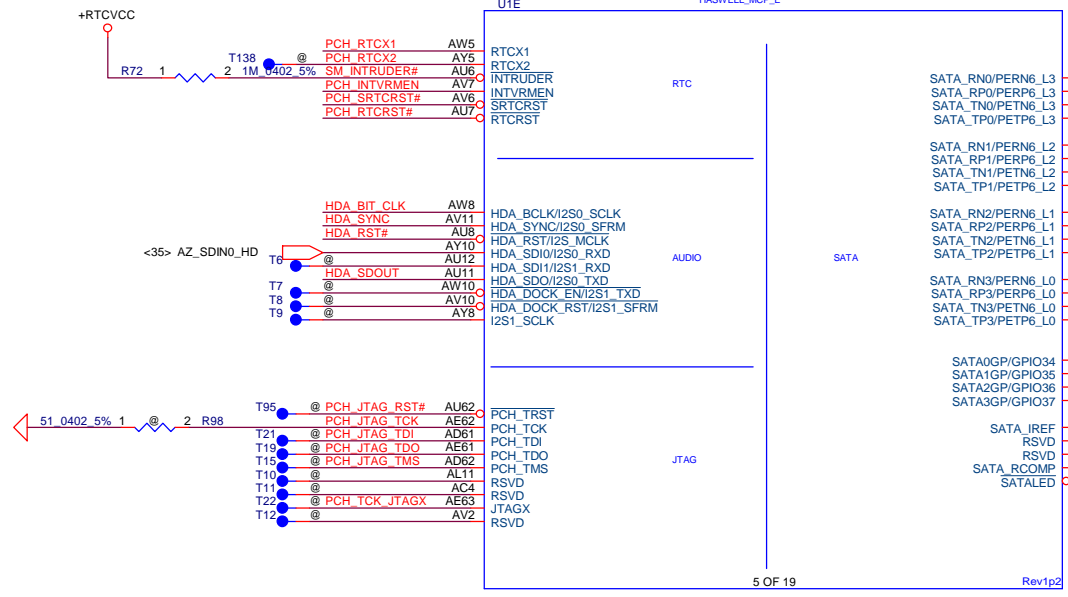 U1E
HASWELL_MCP_E
+RTCVCC
R72 1 2 1M_0402_5%
T138 @
PCH_RTCX1 AW5 RTCX1
PCH_RTCX2 AY5 RTCX2
SM_INTRUDER# AU6 INTRUDER
PCH_INTVRMEN AV7 INTVRMEN
PCH_SRTCRST# AV6 SRTCRST
PCH_RTCRST# AU7 RTCRST
RTC
HDA_BIT_CLK AW8 HDA_BCLK/I2S0_SCLK
HDA_SYNC AV11 HDA_SYNC/I2S0_SFRM
HDA_RST# AU8 HDA_RST/I2S_MCLK
<35> AZ_SDIN0_HD AY10 HDA_SDI0/I2S0_RXD
T6 @ AU12 HDA_SDI1/I2S1_RXD
HDA_SDOUT AU11 HDA_SDO/I2S0_TXD
T7 @ AW10 HDA_DOCK_EN/I2S1_TXD
T8 @ AV10 HDA_DOCK_RST/I2S1_SFRM
T9 @ AY8 I2S1_SCLK
AUDIO
T95 @ PCH_JTAG_RST# AU62 PCH_TRST
51_0402_5% 1 @ 2 R98 PCH_JTAG_TCK AE62 PCH_TCK
T21 @ PCH_JTAG_TDI AD61 PCH_TDI
T19 @ PCH_JTAG_TDO AE61 PCH_TDO
T15 @ PCH_JTAG_TMS AD62 PCH_TMS
T10 @ AL11 RSVD
T11 @ AC4 RSVD
T22 @ PCH_TCK_JTAGX AE63 JTAGX
T12 @ AV2 RSVD
JTAG
SATA
SATA_RN0/PERN6_L3
SATA_RP0/PERP6_L3
SATA_TN0/PETN6_L3
SATA_TP0/PETP6_L3
SATA_RN1/PERN6_L2
SATA_RP1/PERP6_L2
SATA_TN1/PETN6_L2
SATA_TP1/PETP6_L2
SATA_RN2/PERN6_L1
SATA_RP2/PERP6_L1
SATA_TN2/PETN6_L1
SATA_TP2/PETP6_L1
SATA_RN3/PERN6_L0
SATA_RP3/PERP6_L0
SATA_TN3/PETN6_L0
SATA_TP3/PETP6_L0
SATA0GP/GPIO34
SATA1GP/GPIO35
SATA2GP/GPIO36
SATA3GP/GPIO37
SATA_IREF
RSVD
RSVD
SATA_RCOMP
SATALED
5 OF 19
Rev1p2